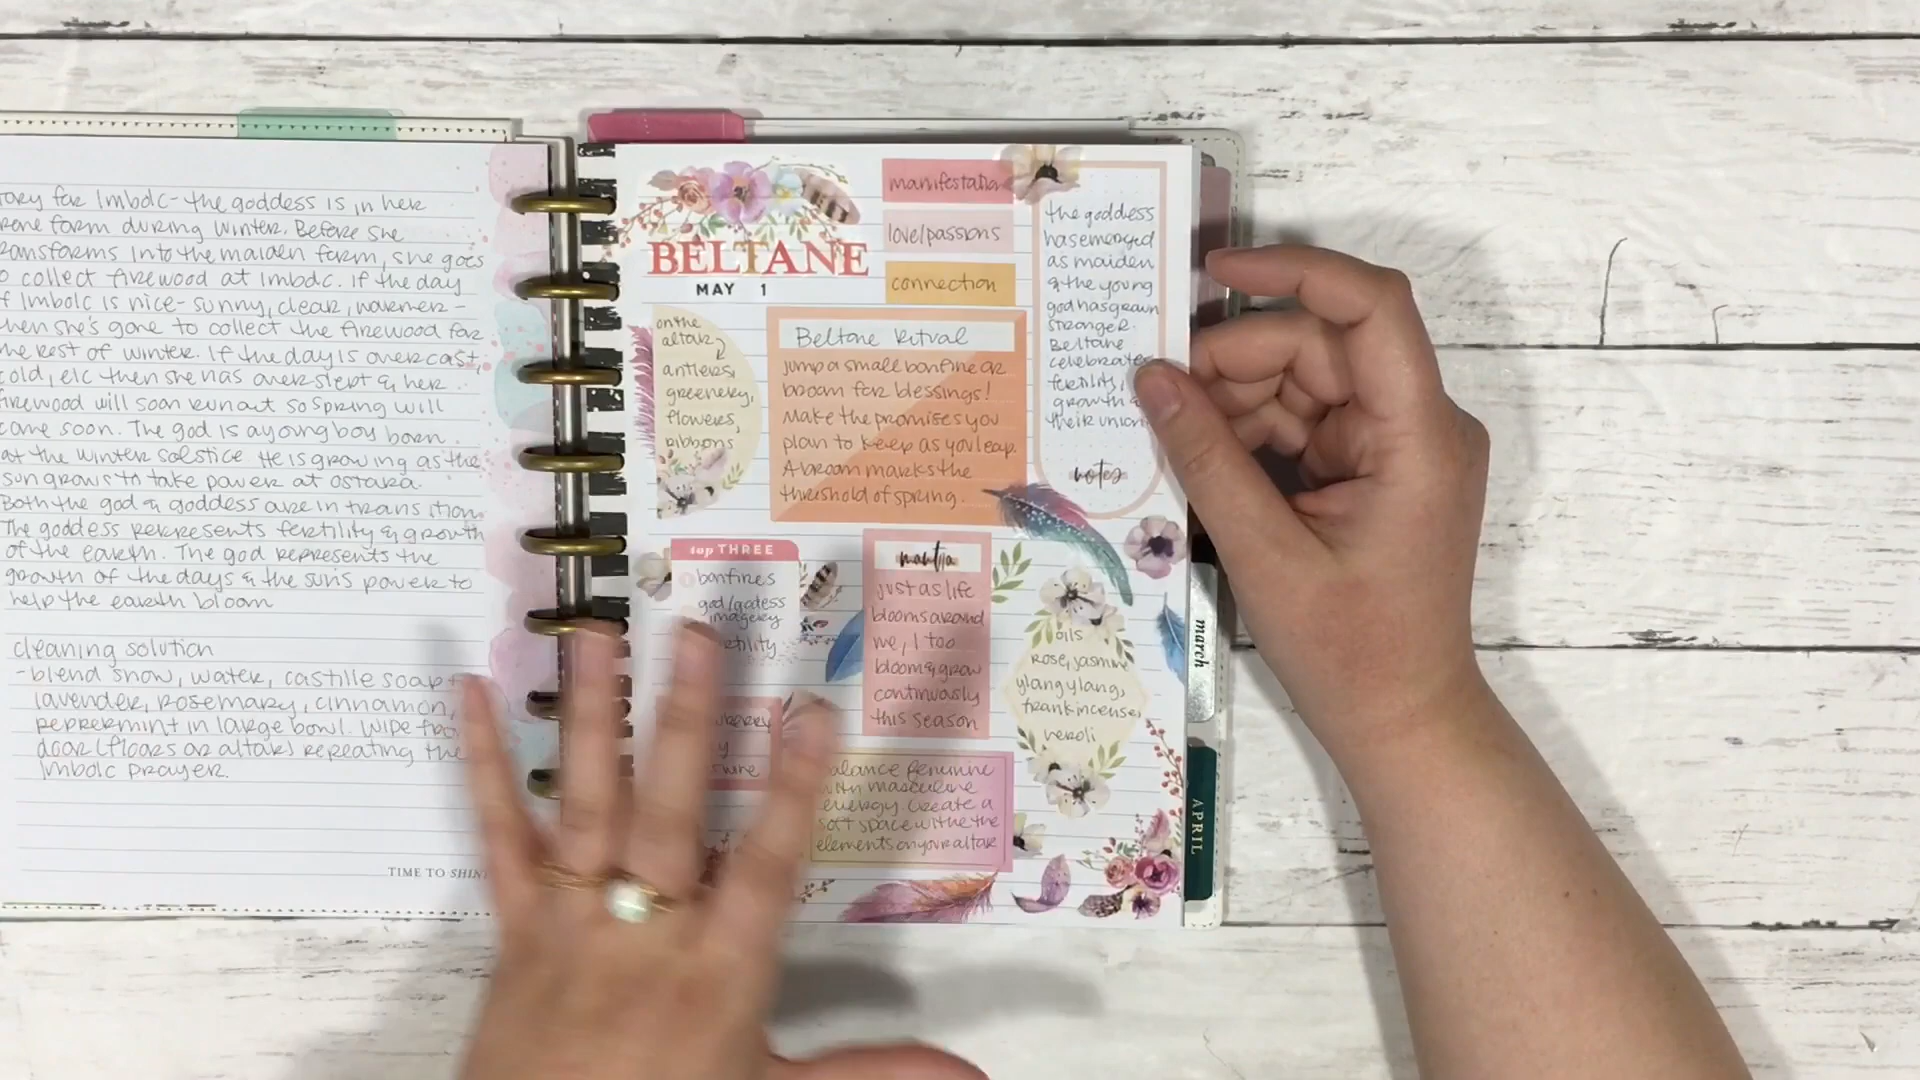 tory for Imbolc - the goddess is in her
rone form during winter. Before she
ransforms into the maiden form, she goes
o collect firewood at Imbolc. If the day
f Imbolc is nice - sunny, clear, warmer -
hen she's gone to collect the firewood for
he rest of winter. If the day is overcast,
cold, etc then she has overslept & her
firewood will soon run out so spring will
come soon. The god is a young boy born
at the winter solstice He is growing as the
sun grows to take power at ostara.
Both the god & goddess are in transition
The goddess represents fertility & growth
of the earth. The god represents the
growth of the days & the suns power to
help the earth bloom
cleaning solution
- blend snow, water, castille soap +
lavender, rosemary, cinnamon,
peppermint in large bowl. Wipe from
door (floors or altar) repeating the
Imbolc prayer.
TIME TO SHIN
BELTANE
MAY 1
manifestation
love/passions
connection
the goddess
has emerged
as maiden
& the young
god has grown
stronger.
Beltane
celebrates
fertility,
growth &
their union
notes
on the
altar
antlers,
greenery,
flowers,
ribbons
Beltane Ritual
jump a small bonfire or
broom for blessings!
Make the promises you
plan to keep as you leap.
A broom marks the
threshold of spring.
top THREE
bonfires
god/godess
imagery
tility
mantra
just as life
blooms around
me, I too
bloom & grow
continuously
this season
oils
rose, jasmine
ylang ylang,
frankincense,
neroli
wberry
y
balance feminine
with masculine
energy. Create a
soft space with the
elements on your altar
march
APRIL